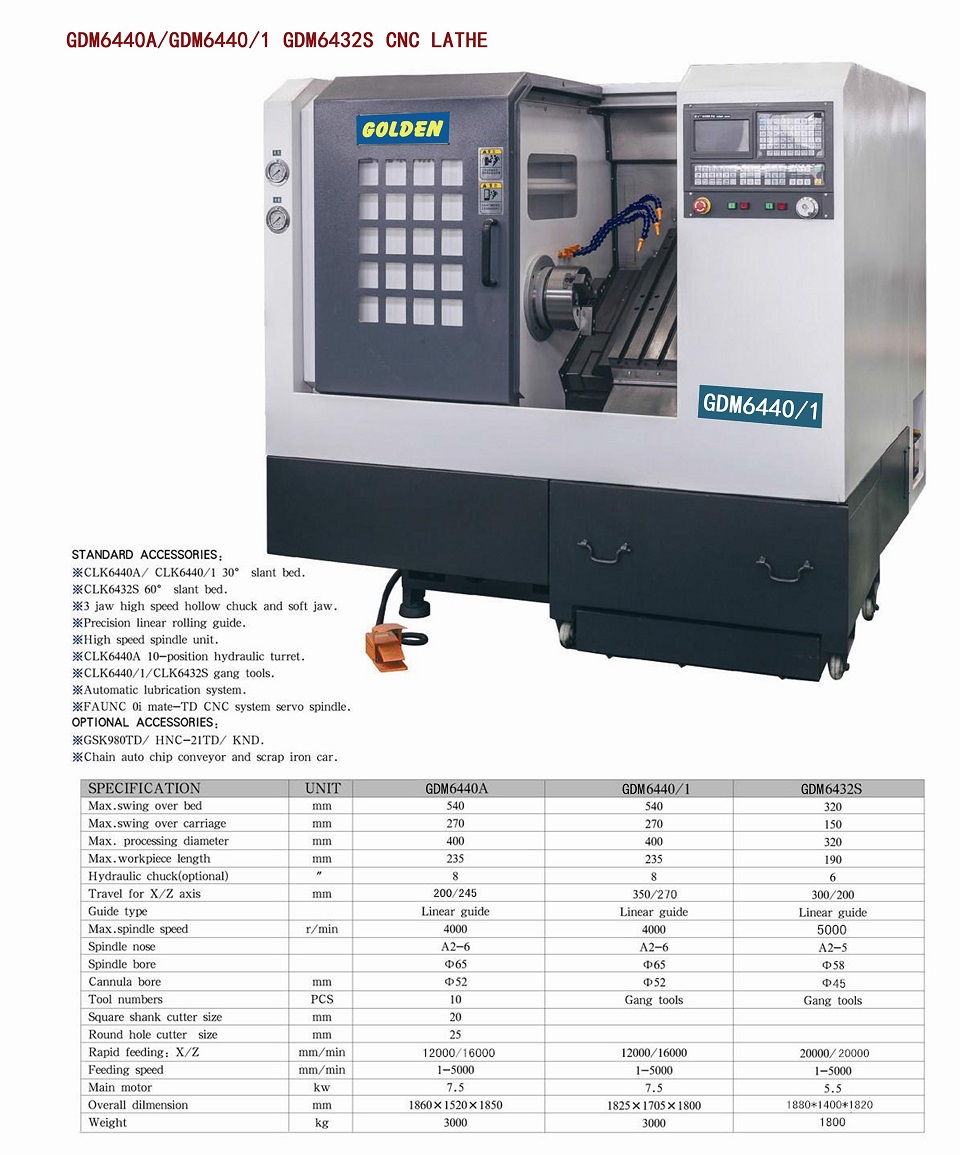 GDM6440A/GDM6440/1 GDM6432S CNC LATHE
GOLDEN
GDM6440/1
STANDARD ACCESSORIES:
※CLK6440A/ CLK6440/1 30° slant bed.
※CLK6432S 60° slant bed.
※3 jaw high speed hollow chuck and soft jaw.
※Precision linear rolling guide.
※High speed spindle unit.
※CLK6440A 10-position hydraulic turret.
※CLK6440/1/CLK6432S gang tools.
※Automatic lubrication system.
※FAUNC 0i mate-TD CNC system servo spindle.
OPTIONAL ACCESSORIES:
※GSK980TD/ HNC-21TD/ KND.
※Chain auto chip conveyor and scrap iron car.
SPECIFICATION UNIT GDM6440A GDM6440/1 GDM6432S
Max.swing over bed mm 540 540 320
Max.swing over carriage mm 270 270 150
Max. processing diameter mm 400 400 320
Max.workpiece length mm 235 235 190
Hydraulic chuck(optional) ″ 8 8 6
Travel for X/Z axis mm 200/245 350/270 300/200
Guide type Linear guide Linear guide Linear guide
Max.spindle speed r/min 4000 4000 5000
Spindle nose A2-6 A2-6 A2-5
Spindle bore Φ65 Φ65 Φ58
Cannula bore mm Φ52 Φ52 Φ45
Tool numbers PCS 10 Gang tools Gang tools
Square shank cutter size mm 20
Round hole cutter size mm 25
Rapid feeding: X/Z mm/min 12000/16000 12000/16000 20000/20000
Feeding speed mm/min 1-5000 1-5000 1-5000
Main motor kw 7.5 7.5 5.5
Overall dilmension mm 1860×1520×1850 1825×1705×1800 1880*1400*1820
Weight kg 3000 3000 1800